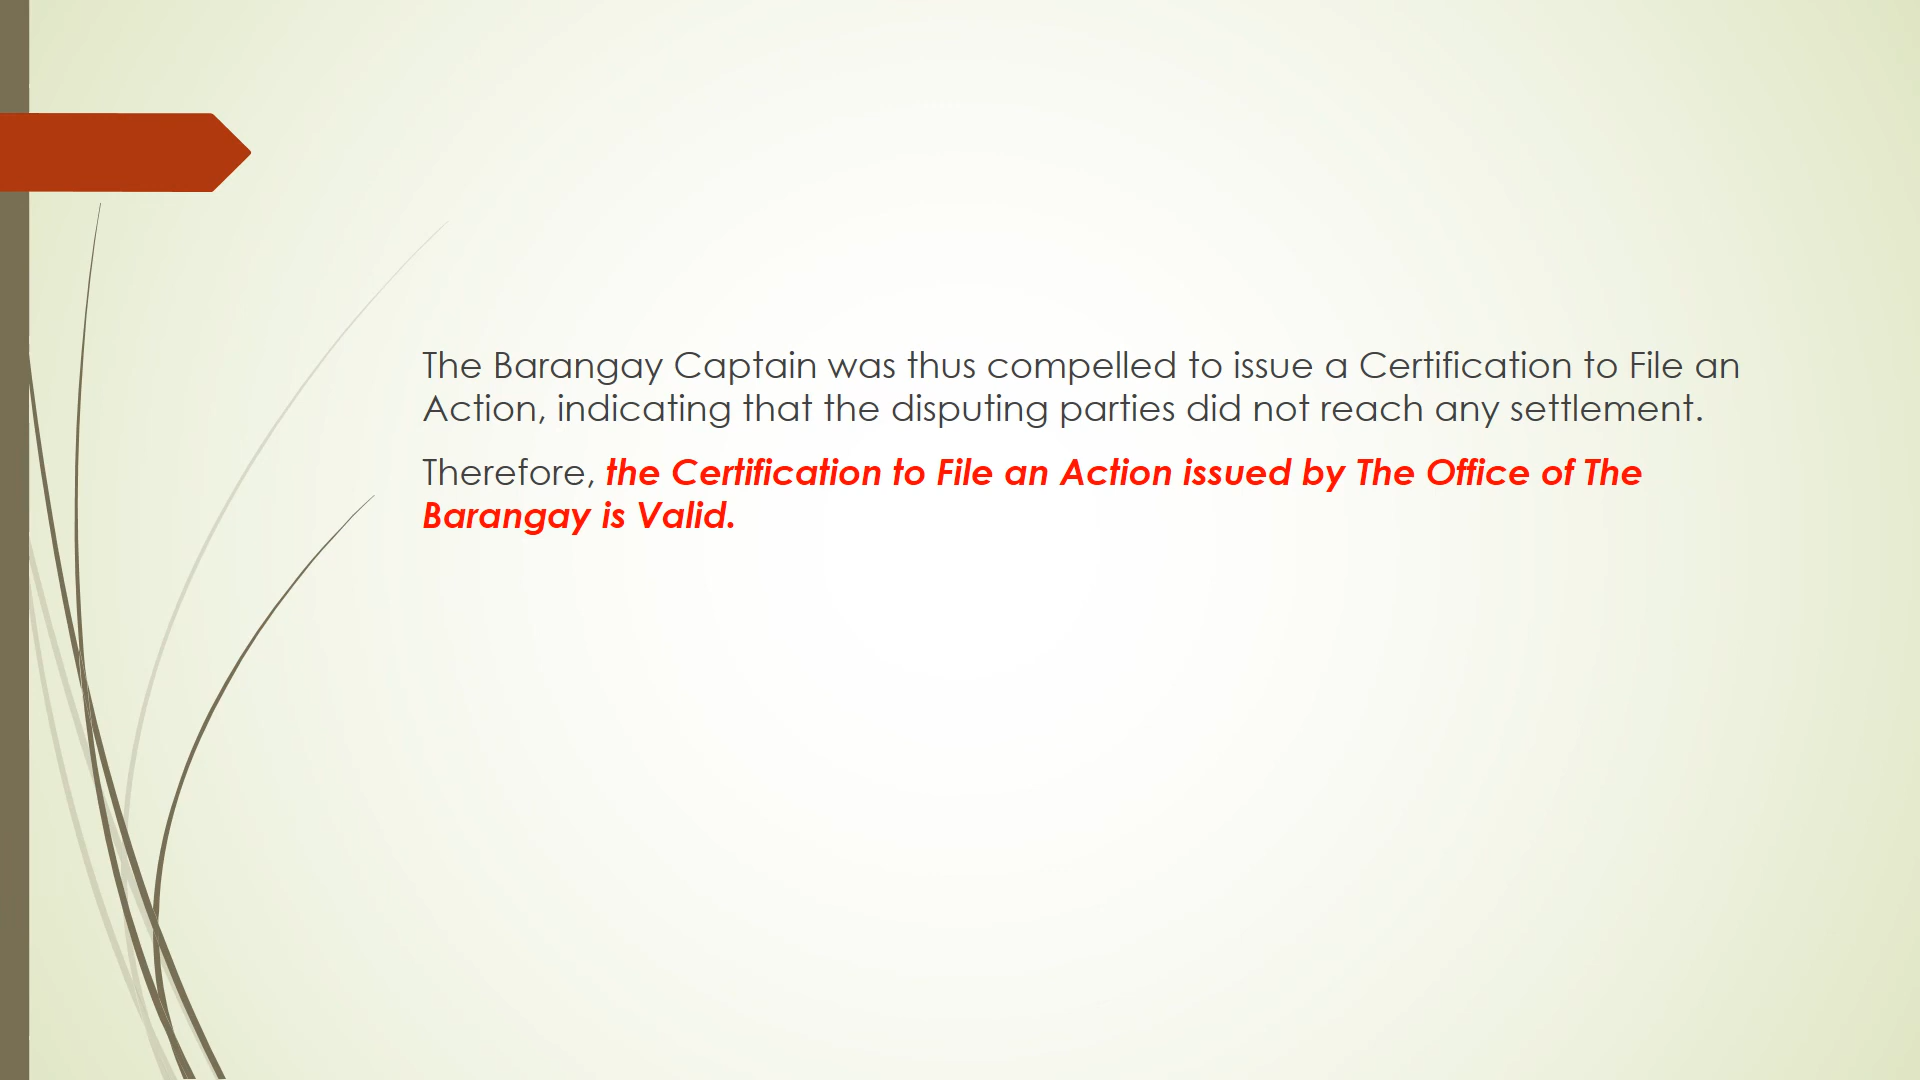 The Barangay Captain was thus compelled to issue a Certification to File an
Action, indicating that the disputing parties did not reach any settlement.
Therefore, the Certification to File an Action issued by The Office of The
Barangay is Valid.